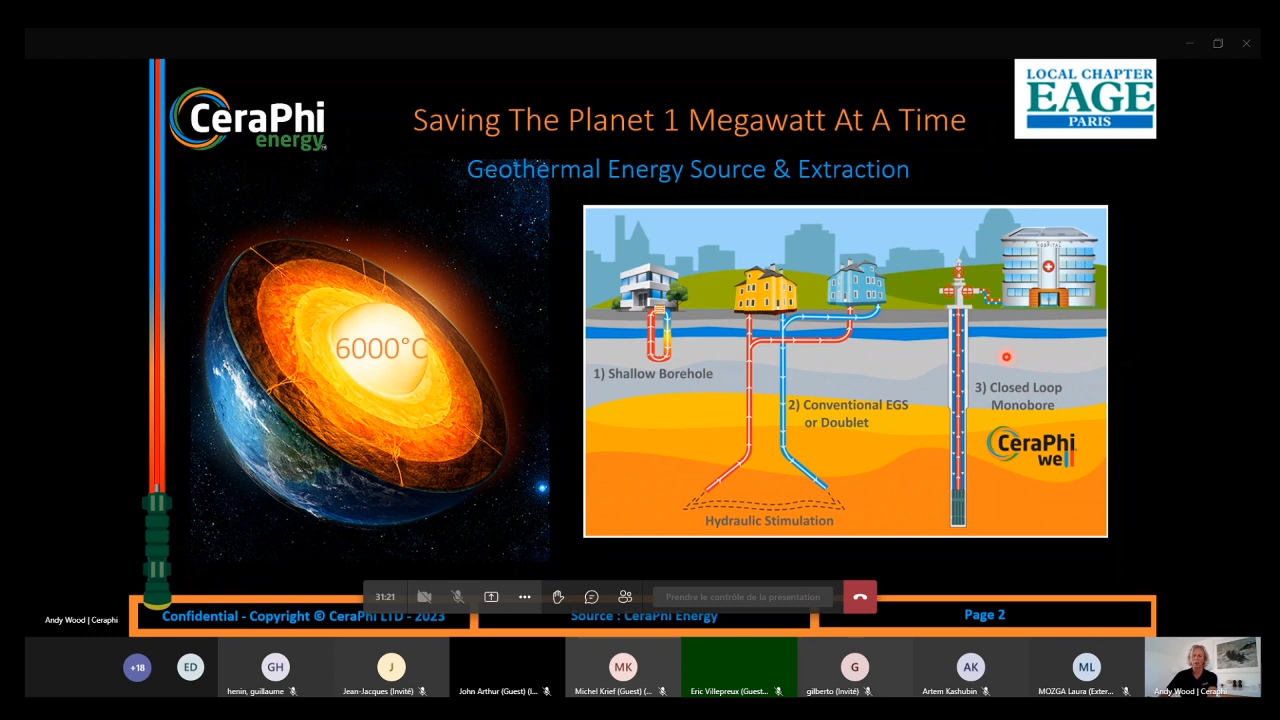 CeraPhi
energy
Saving The Planet 1 Megawatt At A Time
Geothermal Energy Source & Extraction
LOCAL CHAPTER
EAGE
PARIS
6000°C
HOSPITAL
1) Shallow Borehole
2) Conventional EGS
or Doublet
3) Closed Loop
Monobore
CeraPhi
well
Hydraulic Stimulation
31:21
Prendre le contrôle de la présentation
Andy Wood | Ceraphi
Confidential - Copyright © CeraPhi LTD - 2023
Source : CeraPhi Energy
Page 2
+18
ED
GH
J
MK
G
AK
ML
henin, guillaume
Jean-Jacques (Invité)
John Arthur (Guest) (I...
Michel Krief (Guest) (...
Eric Villepreux (Guest...
gilberto (Invité)
Artem Kashubin
MOZGA Laura (Exter...
Andy Wood | Ceraphi